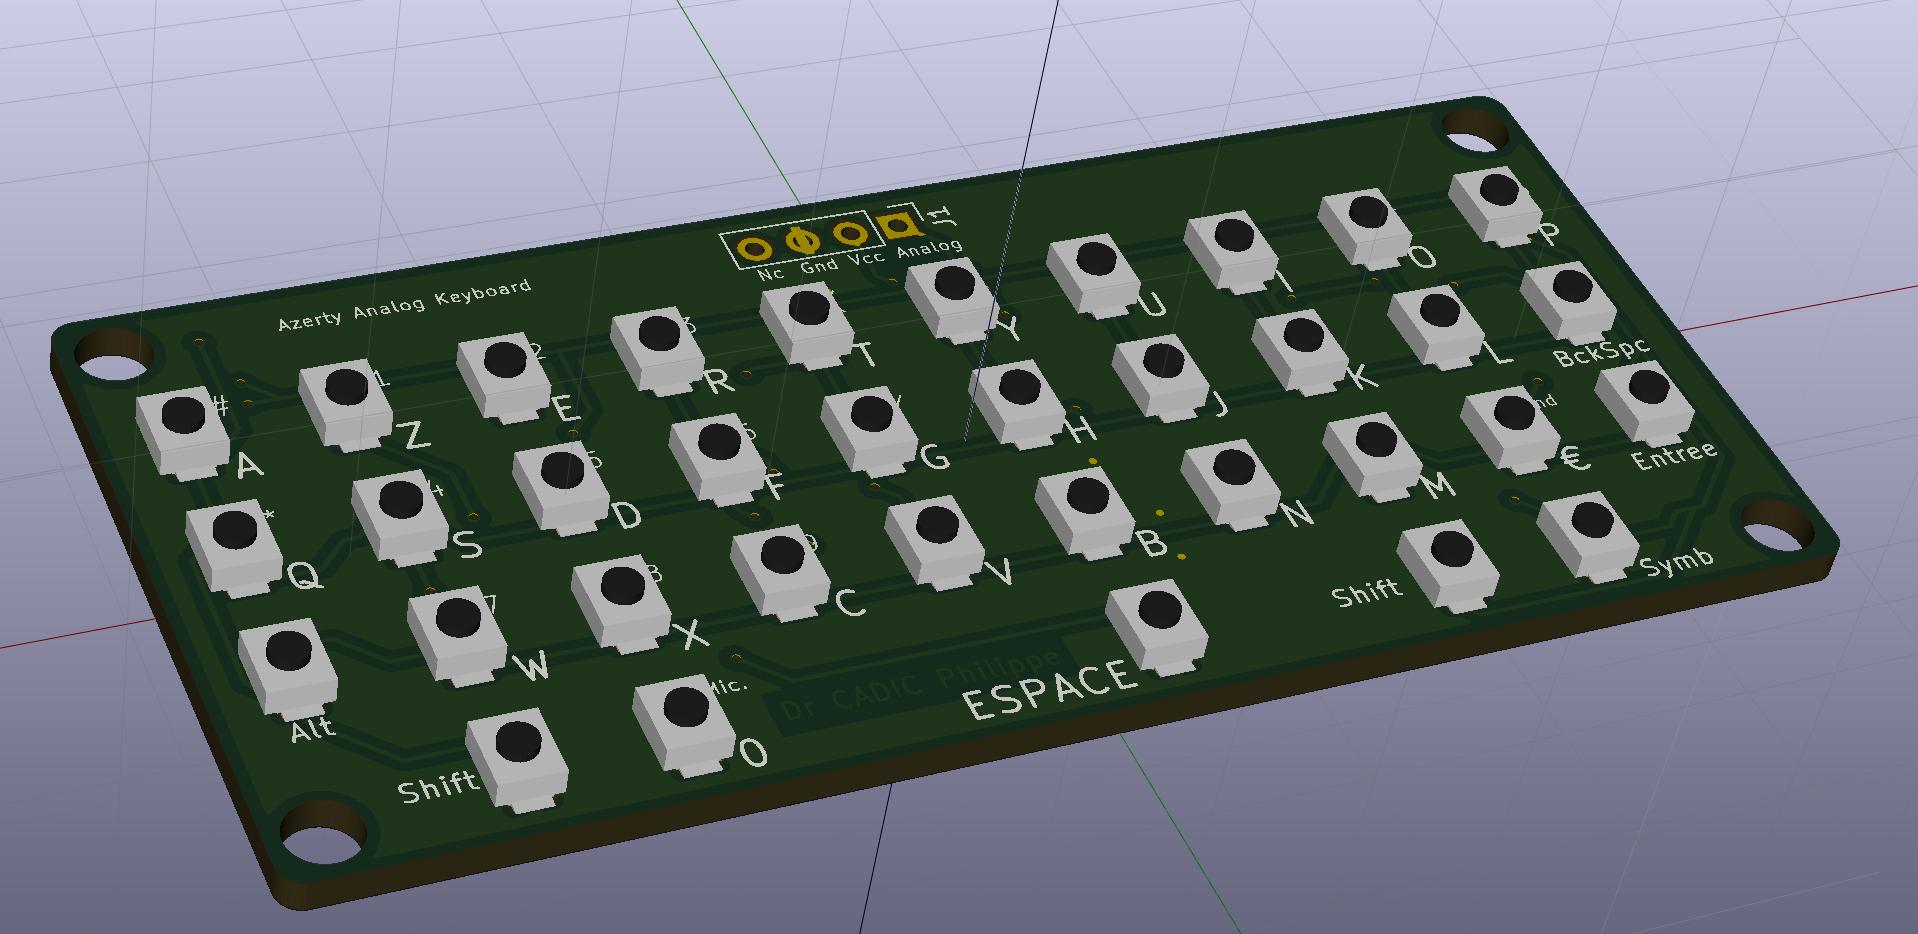 J1
Nc Gnd Vcc Analog
Azerty Analog Keyboard
# 1 2 3
A Z E R T Y U I O P
* 4 5 6 /
Q S D F G H J K L BckSpc
7 8 9
Alt W X C V B N M € Entree
Mic.
Shift O ESPACE Shift Symb
Dr CADIC Philippe